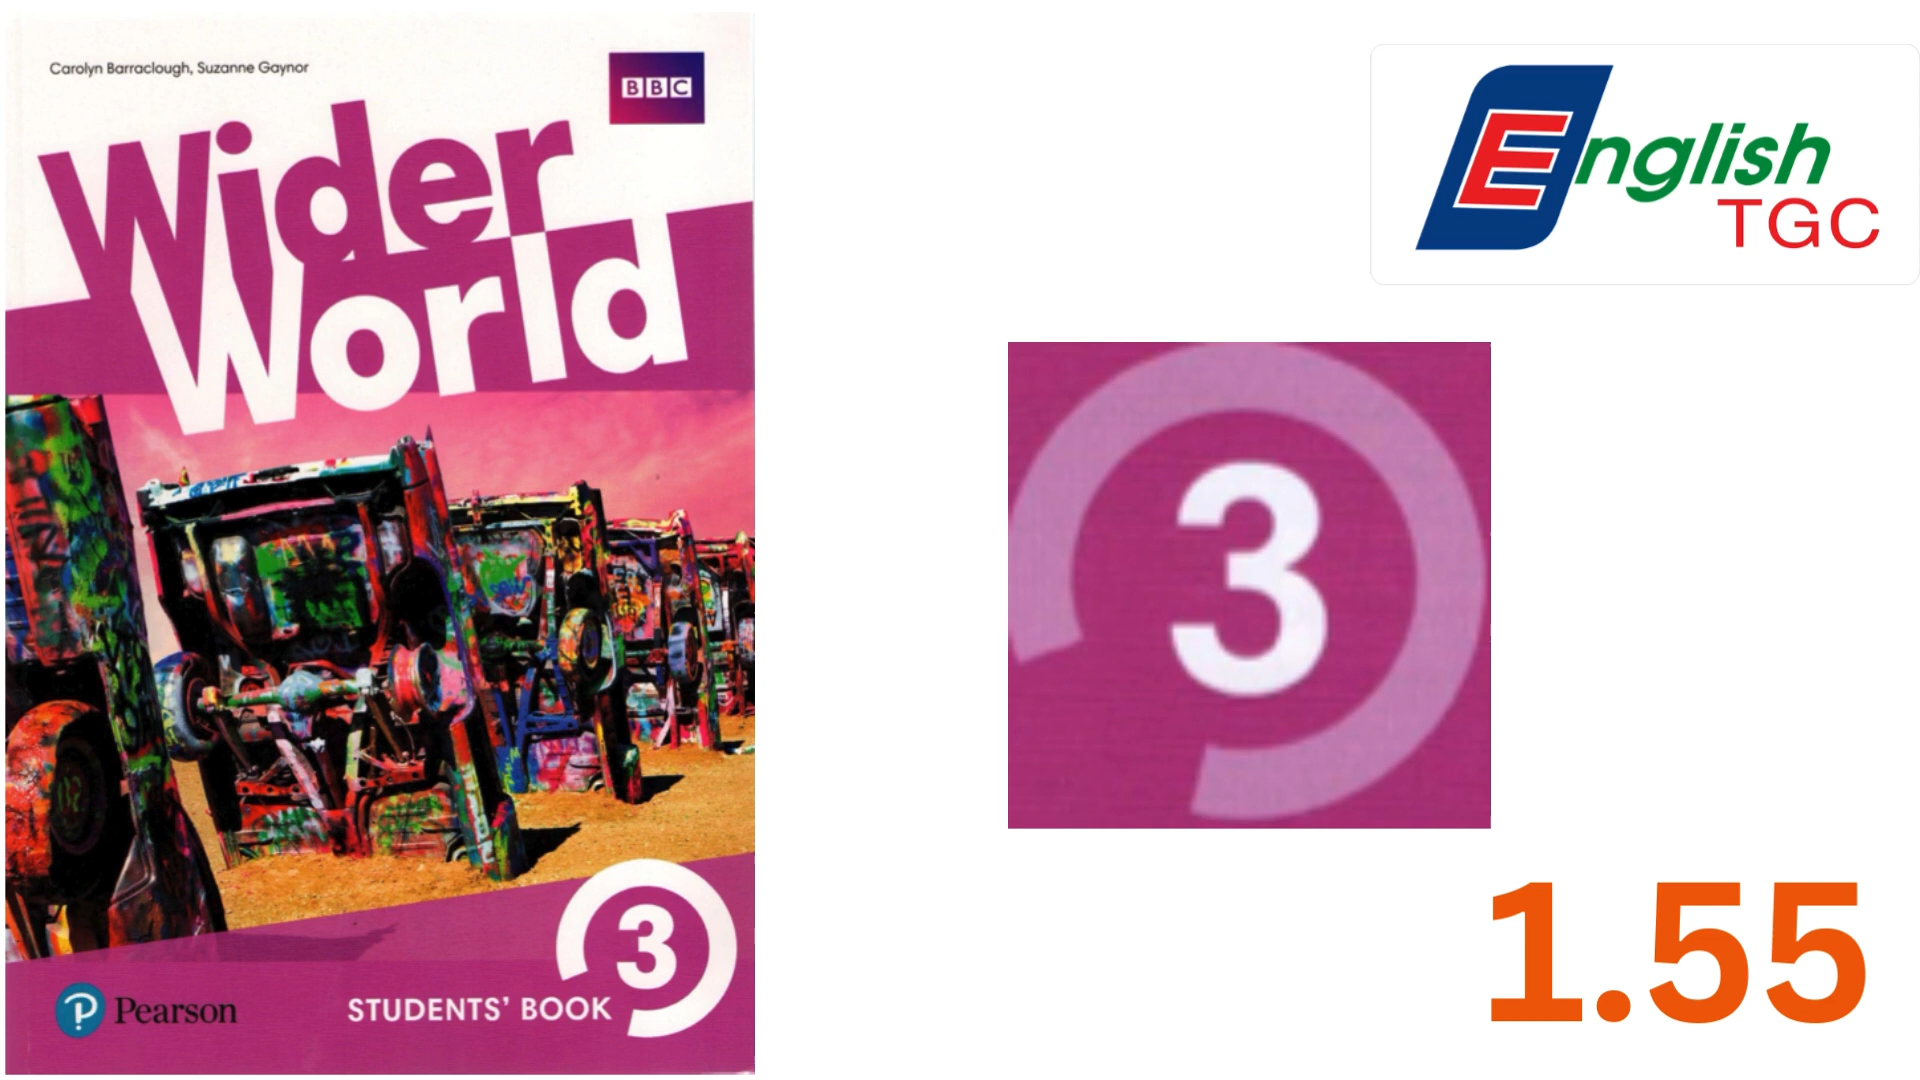 Carolyn Barraclough, Suzanne Gaynor
BBC
Wider
World
3
STUDENTS' BOOK
Pearson
English
TGC
3
1.55